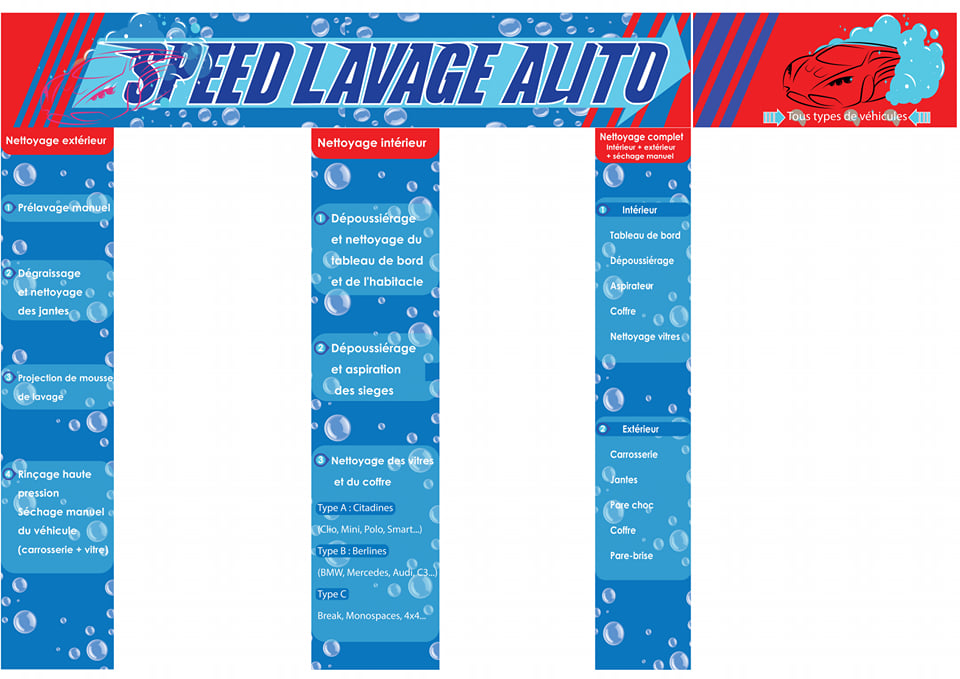 SPEED LAVAGE AUTO
Tous types de véhicules
Nettoyage extérieur
1 Prélavage manuel
2 Dégraissage
et nettoyage
des jantes
3 Projection de mousse
de lavage
4 Rinçage haute
pression
Séchage manuel
du véhicule
(carrosserie + vitre)
Nettoyage intérieur
1 Dépoussiérage
et nettoyage du
tableau de bord
et de l'habitacle
2 Dépoussiérage
et aspiration
des sieges
3 Nettoyage des vitres
et du coffre
Type A : Citadines
(Clio, Mini, Polo, Smart...)
Type B : Berlines
(BMW, Mercedes, Audi, C3...)
Type C
Break, Monospaces, 4x4...
Nettoyage complet
Intérieur + extérieur
+ séchage manuel
1 Intérieur
Tableau de bord
Dépoussiérage
Aspirateur
Coffre
Nettoyage vitres
2 Extérieur
Carrosserie
Jantes
Pare choc
Coffre
Pare-brise